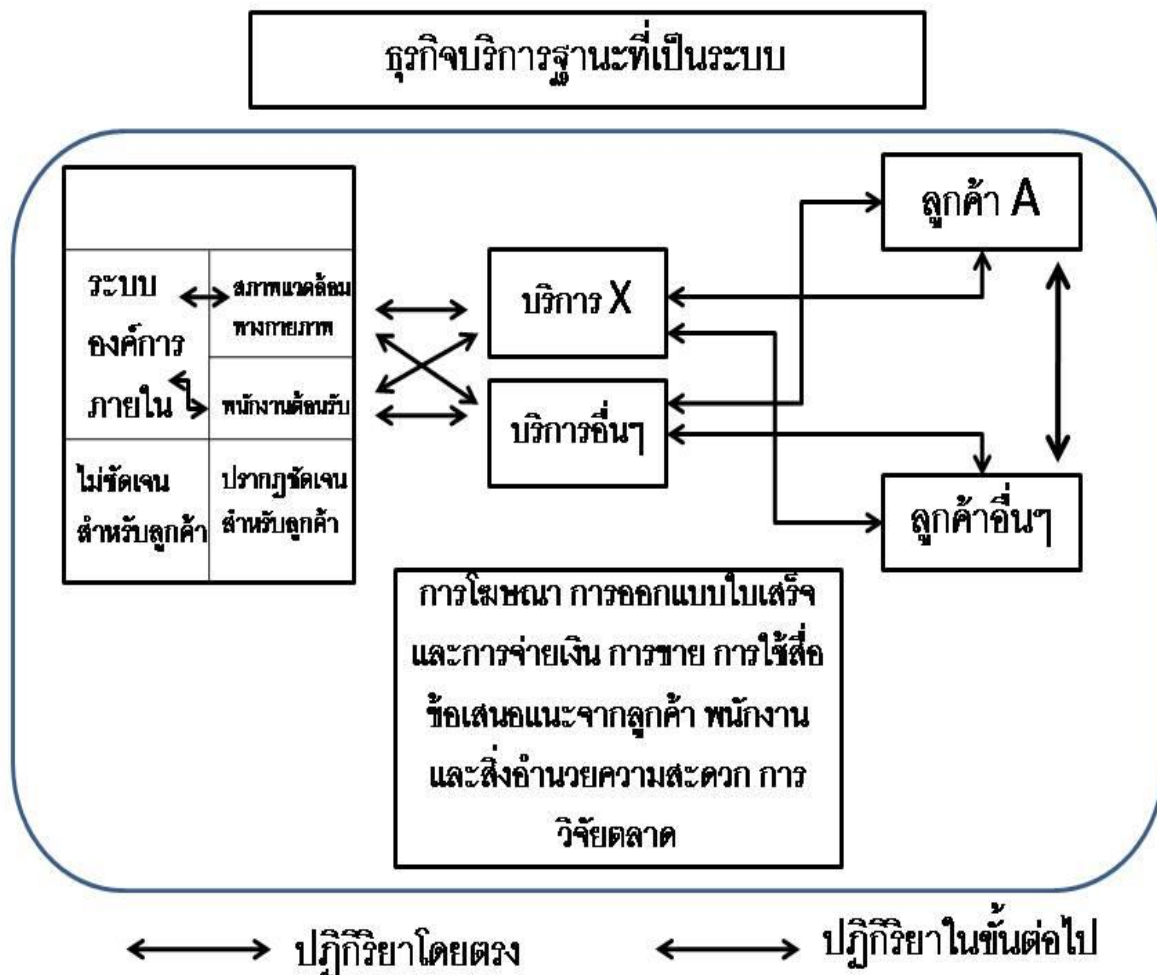 ธุรกิจบริการฐานะที่เป็นระบบ
ระบบ
องค์การ
ภายใน
สภาพแวดล้อม
ทางกายภาพ
พนักงานต้อนรับ
ไม่ชัดเจน
สำหรับลูกค้า
ปรากฎชัดเจน
สำหรับลูกค้า
บริการ X
บริการอื่นๆ
ลูกค้า A
ลูกค้าอื่นๆ
การโฆษณา การออกแบบใบเสร็จ
และการจ่ายเงิน การขาย การใช้สื่อ
ข้อเสนอแนะจากลูกค้า พนักงาน
และสิ่งอำนวยความสะดวก การ
วิจัยตลาด
ปฏิกิริยาโดยตรง
ปฏิกิริยาในขั้นต่อไป